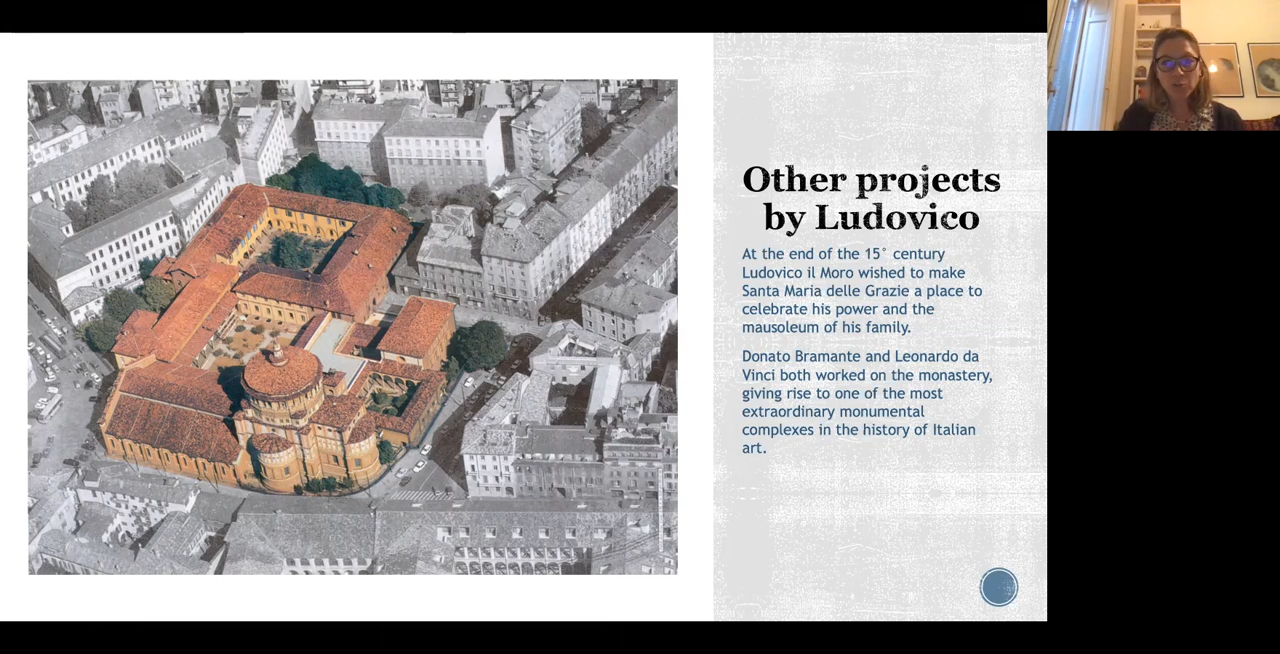 Other projects
by Ludovico
At the end of the 15° century
Ludovico il Moro wished to make
Santa Maria delle Grazie a place to
celebrate his power and the
mausoleum of his family.
Donato Bramante and Leonardo da
Vinci both worked on the monastery,
giving rise to one of the most
extraordinary monumental
complexes in the history of Italian
art.